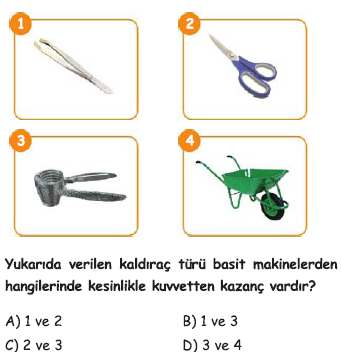 1
2
3
4
Yukarıda verilen kaldıraç türü basit makinelerden
hangilerinde kesinlikle kuvvetten kazanç vardır?
A) 1 ve 2
B) 1 ve 3
C) 2 ve 3
D) 3 ve 4